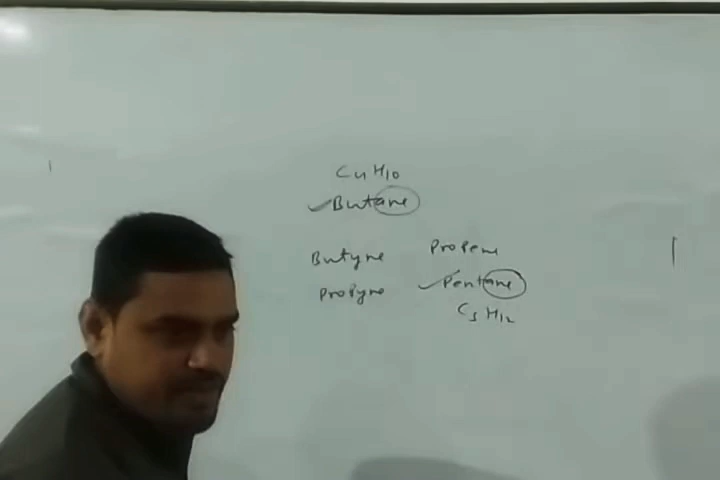 C4H10
Butane
Butyne Propene
Propyne Pentane
C5H12